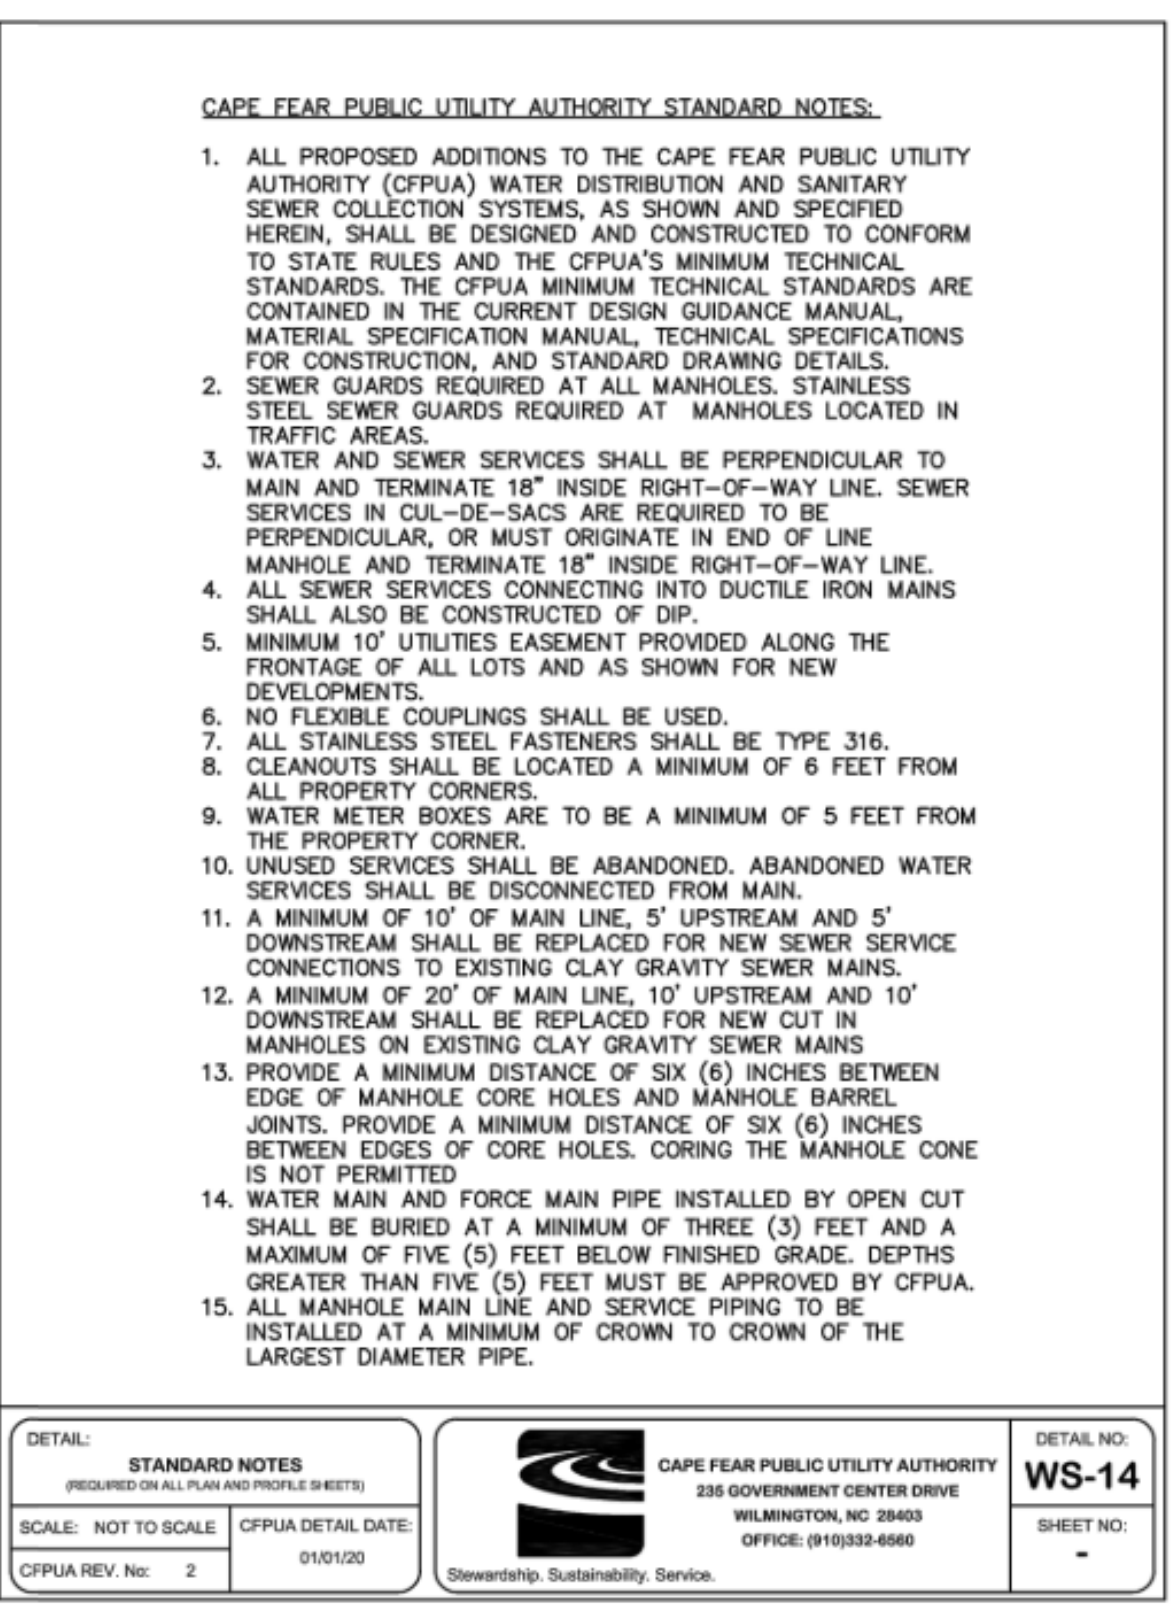 CAPE FEAR PUBLIC UTILITY AUTHORITY STANDARD NOTES:
1. ALL PROPOSED ADDITIONS TO THE CAPE FEAR PUBLIC UTILITY
AUTHORITY (CFPUA) WATER DISTRIBUTION AND SANITARY
SEWER COLLECTION SYSTEMS, AS SHOWN AND SPECIFIED
HEREIN, SHALL BE DESIGNED AND CONSTRUCTED TO CONFORM
TO STATE RULES AND THE CFPUA'S MINIMUM TECHNICAL
STANDARDS. THE CFPUA MINIMUM TECHNICAL STANDARDS ARE
CONTAINED IN THE CURRENT DESIGN GUIDANCE MANUAL,
MATERIAL SPECIFICATION MANUAL, TECHNICAL SPECIFICATIONS
FOR CONSTRUCTION, AND STANDARD DRAWING DETAILS.
2. SEWER GUARDS REQUIRED AT ALL MANHOLES. STAINLESS
STEEL SEWER GUARDS REQUIRED AT MANHOLES LOCATED IN
TRAFFIC AREAS.
3. WATER AND SEWER SERVICES SHALL BE PERPENDICULAR TO
MAIN AND TERMINATE 18" INSIDE RIGHT-OF-WAY LINE. SEWER
SERVICES IN CUL-DE-SACS ARE REQUIRED TO BE
PERPENDICULAR, OR MUST ORIGINATE IN END OF LINE
MANHOLE AND TERMINATE 18" INSIDE RIGHT-OF-WAY LINE.
4. ALL SEWER SERVICES CONNECTING INTO DUCTILE IRON MAINS
SHALL ALSO BE CONSTRUCTED OF DIP.
5. MINIMUM 10' UTILITIES EASEMENT PROVIDED ALONG THE
FRONTAGE OF ALL LOTS AND AS SHOWN FOR NEW
DEVELOPMENTS.
6. NO FLEXIBLE COUPLINGS SHALL BE USED.
7. ALL STAINLESS STEEL FASTENERS SHALL BE TYPE 316.
8. CLEANOUTS SHALL BE LOCATED A MINIMUM OF 6 FEET FROM
ALL PROPERTY CORNERS.
9. WATER METER BOXES ARE TO BE A MINIMUM OF 5 FEET FROM
THE PROPERTY CORNER.
10. UNUSED SERVICES SHALL BE ABANDONED. ABANDONED WATER
SERVICES SHALL BE DISCONNECTED FROM MAIN.
11. A MINIMUM OF 10' OF MAIN LINE, 5' UPSTREAM AND 5'
DOWNSTREAM SHALL BE REPLACED FOR NEW SEWER SERVICE
CONNECTIONS TO EXISTING CLAY GRAVITY SEWER MAINS.
12. A MINIMUM OF 20' OF MAIN LINE, 10' UPSTREAM AND 10'
DOWNSTREAM SHALL BE REPLACED FOR NEW CUT IN
MANHOLES ON EXISTING CLAY GRAVITY SEWER MAINS
13. PROVIDE A MINIMUM DISTANCE OF SIX (6) INCHES BETWEEN
EDGE OF MANHOLE CORE HOLES AND MANHOLE BARREL
JOINTS. PROVIDE A MINIMUM DISTANCE OF SIX (6) INCHES
BETWEEN EDGES OF CORE HOLES. CORING THE MANHOLE CONE
IS NOT PERMITTED
14. WATER MAIN AND FORCE MAIN PIPE INSTALLED BY OPEN CUT
SHALL BE BURIED AT A MINIMUM OF THREE (3) FEET AND A
MAXIMUM OF FIVE (5) FEET BELOW FINISHED GRADE. DEPTHS
GREATER THAN FIVE (5) FEET MUST BE APPROVED BY CFPUA.
15. ALL MANHOLE MAIN LINE AND SERVICE PIPING TO BE
INSTALLED AT A MINIMUM OF CROWN TO CROWN OF THE
LARGEST DIAMETER PIPE.
DETAIL:
STANDARD NOTES
(REQUIRED ON ALL PLAN AND PROFILE SHEETS)
SCALE: NOT TO SCALE
CFPUA REV. No: 2
CFPUA DETAIL DATE:
01/01/20
Stewardship. Sustainability. Service.
CAPE FEAR PUBLIC UTILITY AUTHORITY
235 GOVERNMENT CENTER DRIVE
WILMINGTON, NC 28403
OFFICE: (910)332-6560
DETAIL NO:
WS-14
SHEET NO:
-